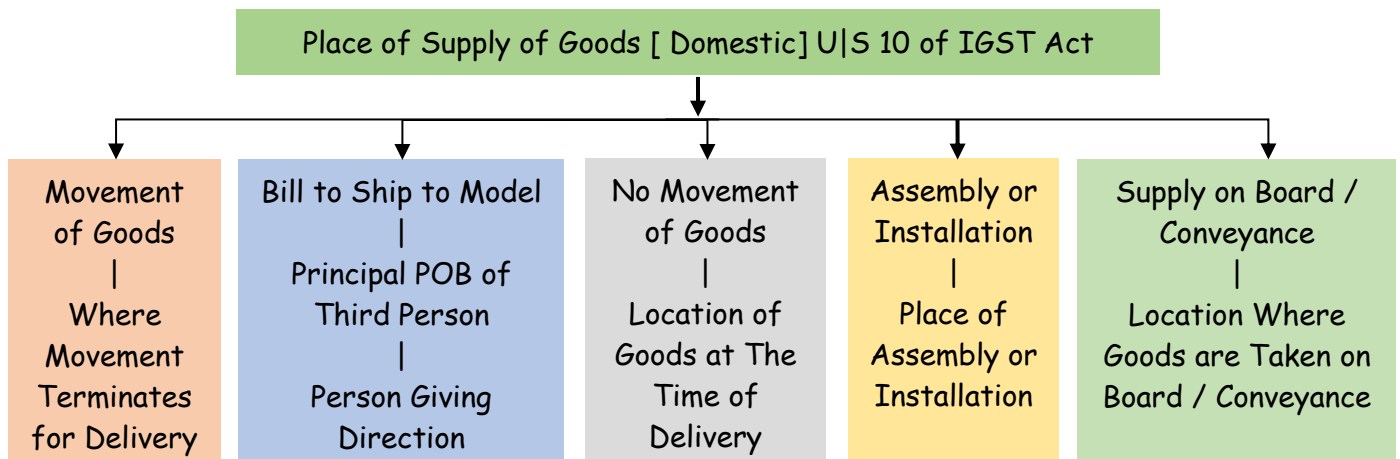 Place of Supply of Goods [ Domestic] U|S 10 of IGST Act
Movement
of Goods
|
Where
Movement
Terminates
for Delivery
Bill to Ship to Model
|
Principal POB of
Third Person
|
Person Giving
Direction
No Movement
of Goods
|
Location of
Goods at The
Time of
Delivery
Assembly or
Installation
|
Place of
Assembly or
Installation
Supply on Board /
Conveyance
|
Location Where
Goods are Taken on
Board / Conveyance